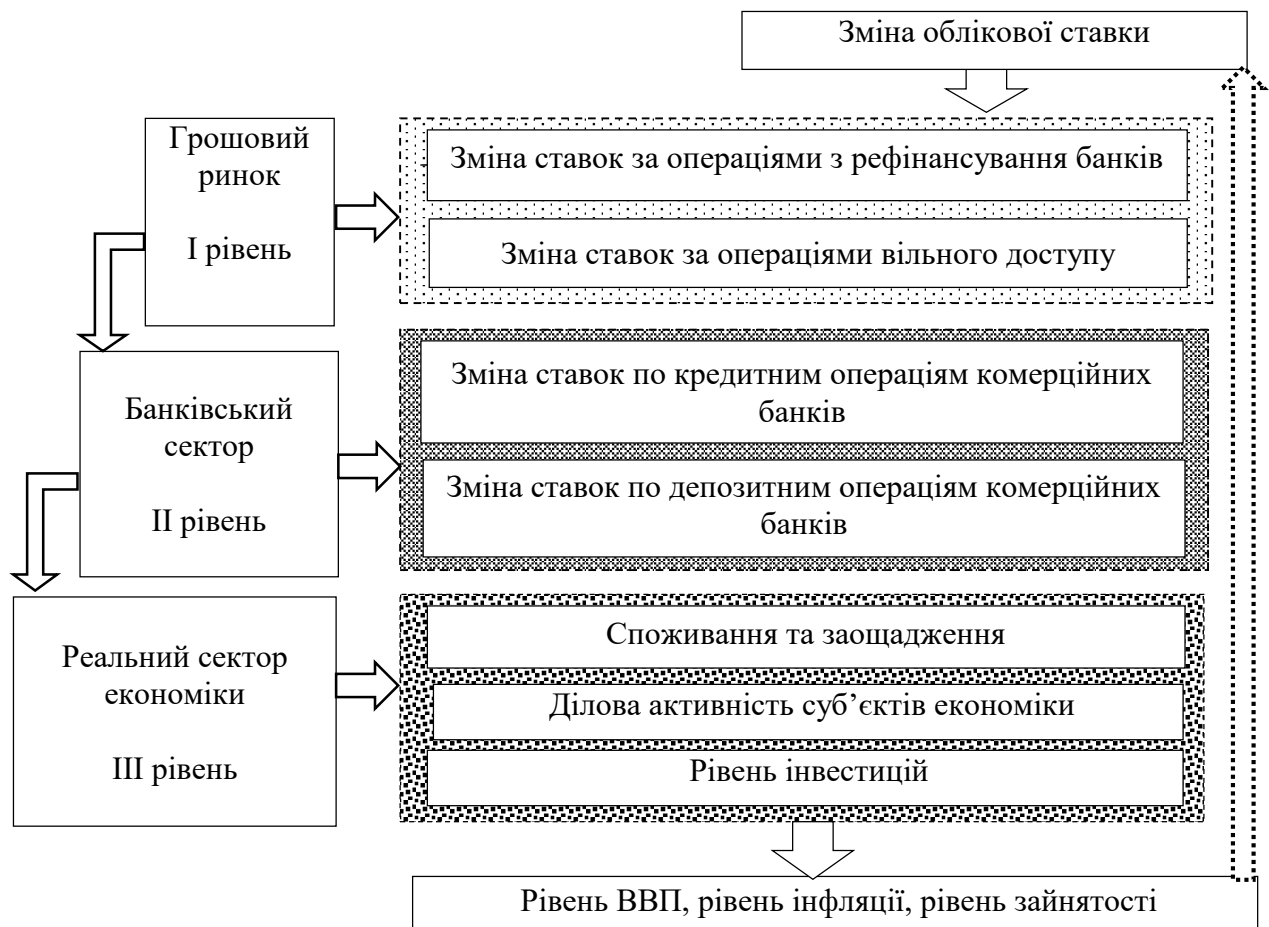 Зміна облікової ставки
Грошовий
ринок
І рівень
Зміна ставок за операціями з рефінансування банків
Зміна ставок за операціями вільного доступу
Банківський
сектор
ІІ рівень
Зміна ставок по кредитним операціям комерційних
банків
Зміна ставок по депозитним операціям комерційних
банків
Реальний сектор
економіки
ІІІ рівень
Споживання та заощадження
Ділова активність суб’єктів економіки
Рівень інвестицій
Рівень ВВП, рівень інфляції, рівень зайнятості